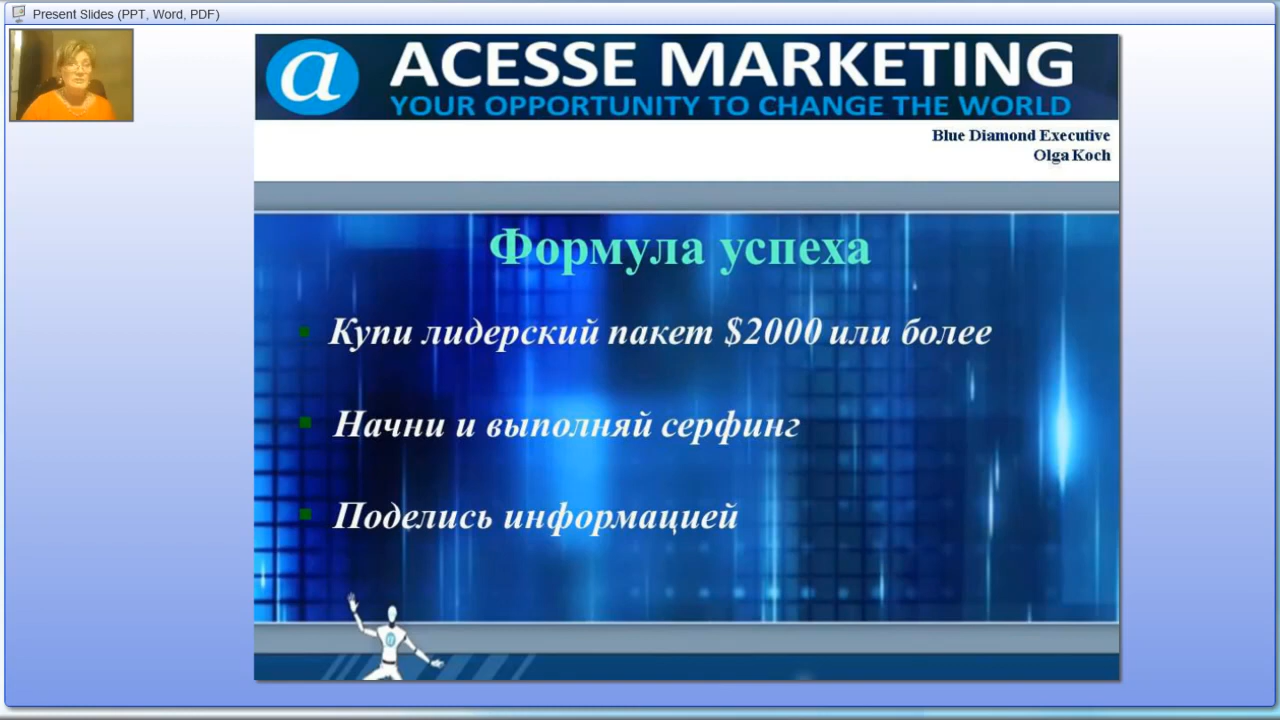 Present Slides (PPT, Word, PDF)
a ACESSE MARKETING
YOUR OPPORTUNITY TO CHANGE THE WORLD
Blue Diamond Executive
Olga Koch
Формула успеха
Купи лидерский пакет $2000 или более
Начни и выполняй серфинг
Поделись информацией